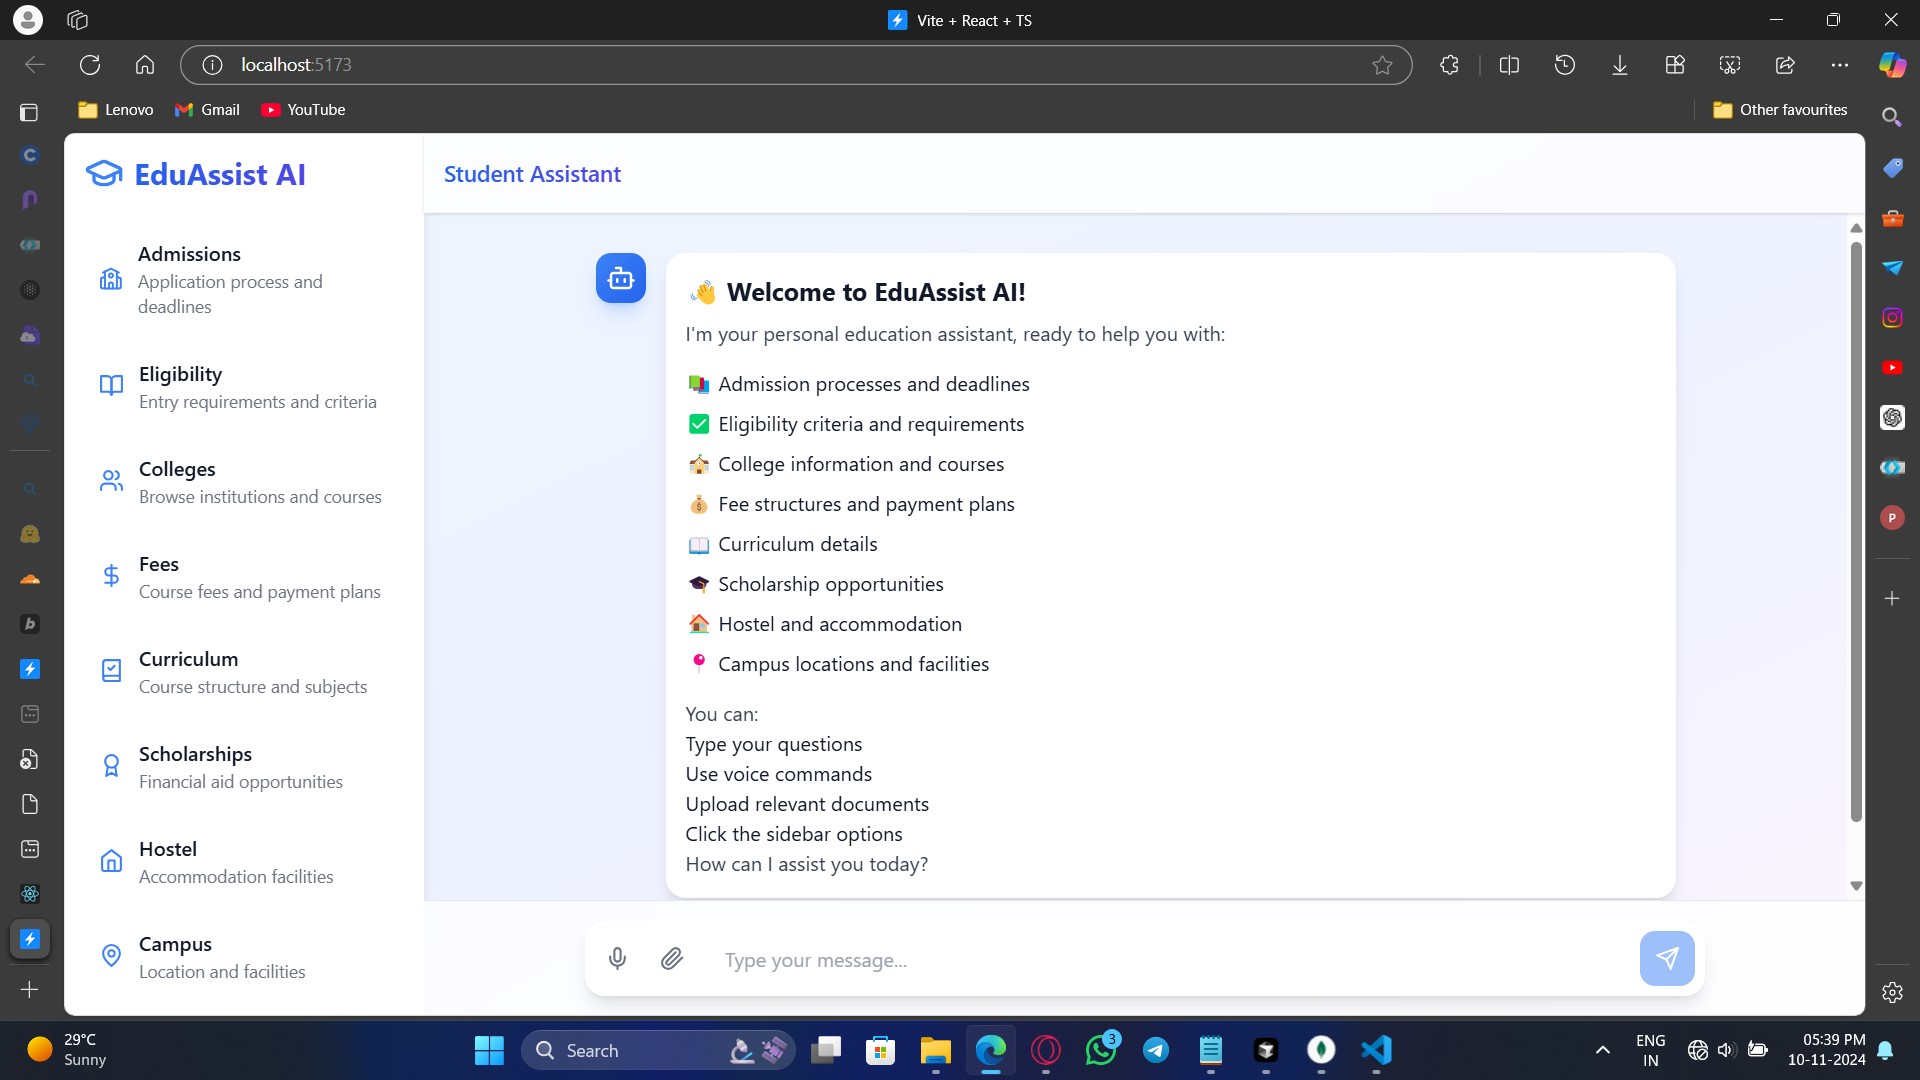 Vite + React + TS
localhost:5173
Lenovo
Gmail
YouTube
Other favourites
EduAssist AI
Admissions
Application process and
deadlines
Eligibility
Entry requirements and criteria
Colleges
Browse institutions and courses
Fees
Course fees and payment plans
Curriculum
Course structure and subjects
Scholarships
Financial aid opportunities
Hostel
Accommodation facilities
Campus
Location and facilities
Student Assistant
👋 Welcome to EduAssist AI!
I'm your personal education assistant, ready to help you with:
📚 Admission processes and deadlines
✅ Eligibility criteria and requirements
🏫 College information and courses
💰 Fee structures and payment plans
📖 Curriculum details
🎓 Scholarship opportunities
🏠 Hostel and accommodation
📍 Campus locations and facilities
You can:
Type your questions
Use voice commands
Upload relevant documents
Click the sidebar options
How can I assist you today?
Type your message...
P
29°C
Sunny
Search
3
ENG
IN
05:39 PM
10-11-2024